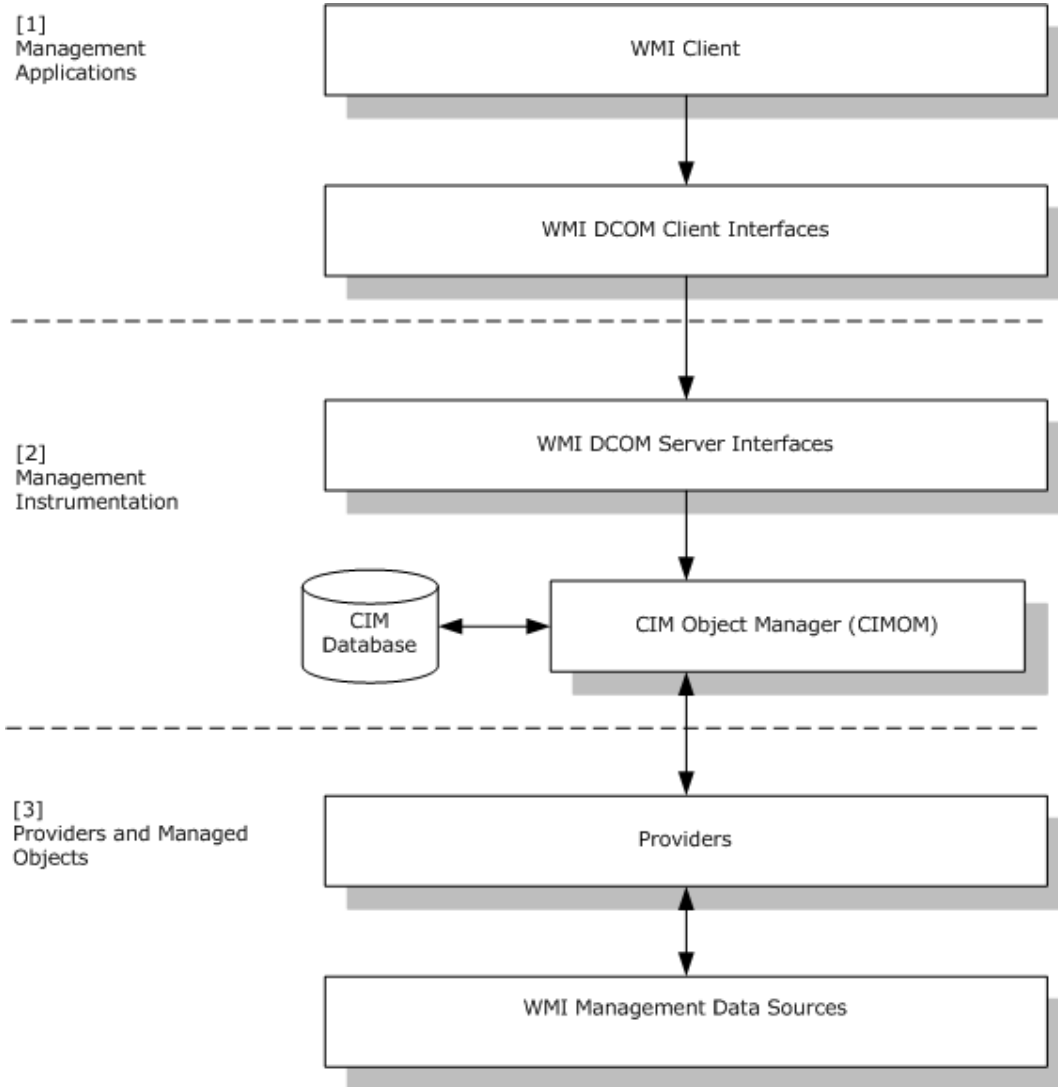 [1]
Management
Applications
WMI Client
WMI DCOM Client Interfaces
WMI DCOM Server Interfaces
[2]
Management
Instrumentation
CIM
Database
CIM Object Manager (CIMOM)
[3]
Providers and Managed
Objects
Providers
WMI Management Data Sources